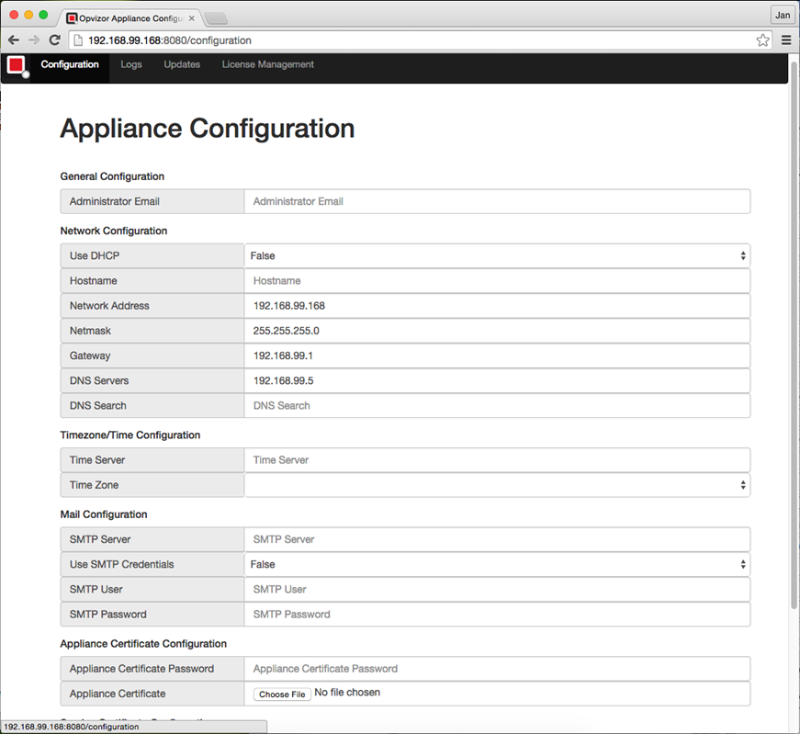 Opvizor Appliance Configu
Jan
192.168.99.168:8080/configuration
Configuration Logs Updates License Management
Appliance Configuration
General Configuration
Administrator Email Administrator Email
Network Configuration
Use DHCP False
Hostname Hostname
Network Address 192.168.99.168
Netmask 255.255.255.0
Gateway 192.168.99.1
DNS Servers 192.168.99.5
DNS Search DNS Search
Timezone/Time Configuration
Time Server Time Server
Time Zone
Mail Configuration
SMTP Server SMTP Server
Use SMTP Credentials False
SMTP User SMTP User
SMTP Password SMTP Password
Appliance Certificate Configuration
Appliance Certificate Password Appliance Certificate Password
Appliance Certificate Choose File No file chosen
192.168.99.168:8080/configuration